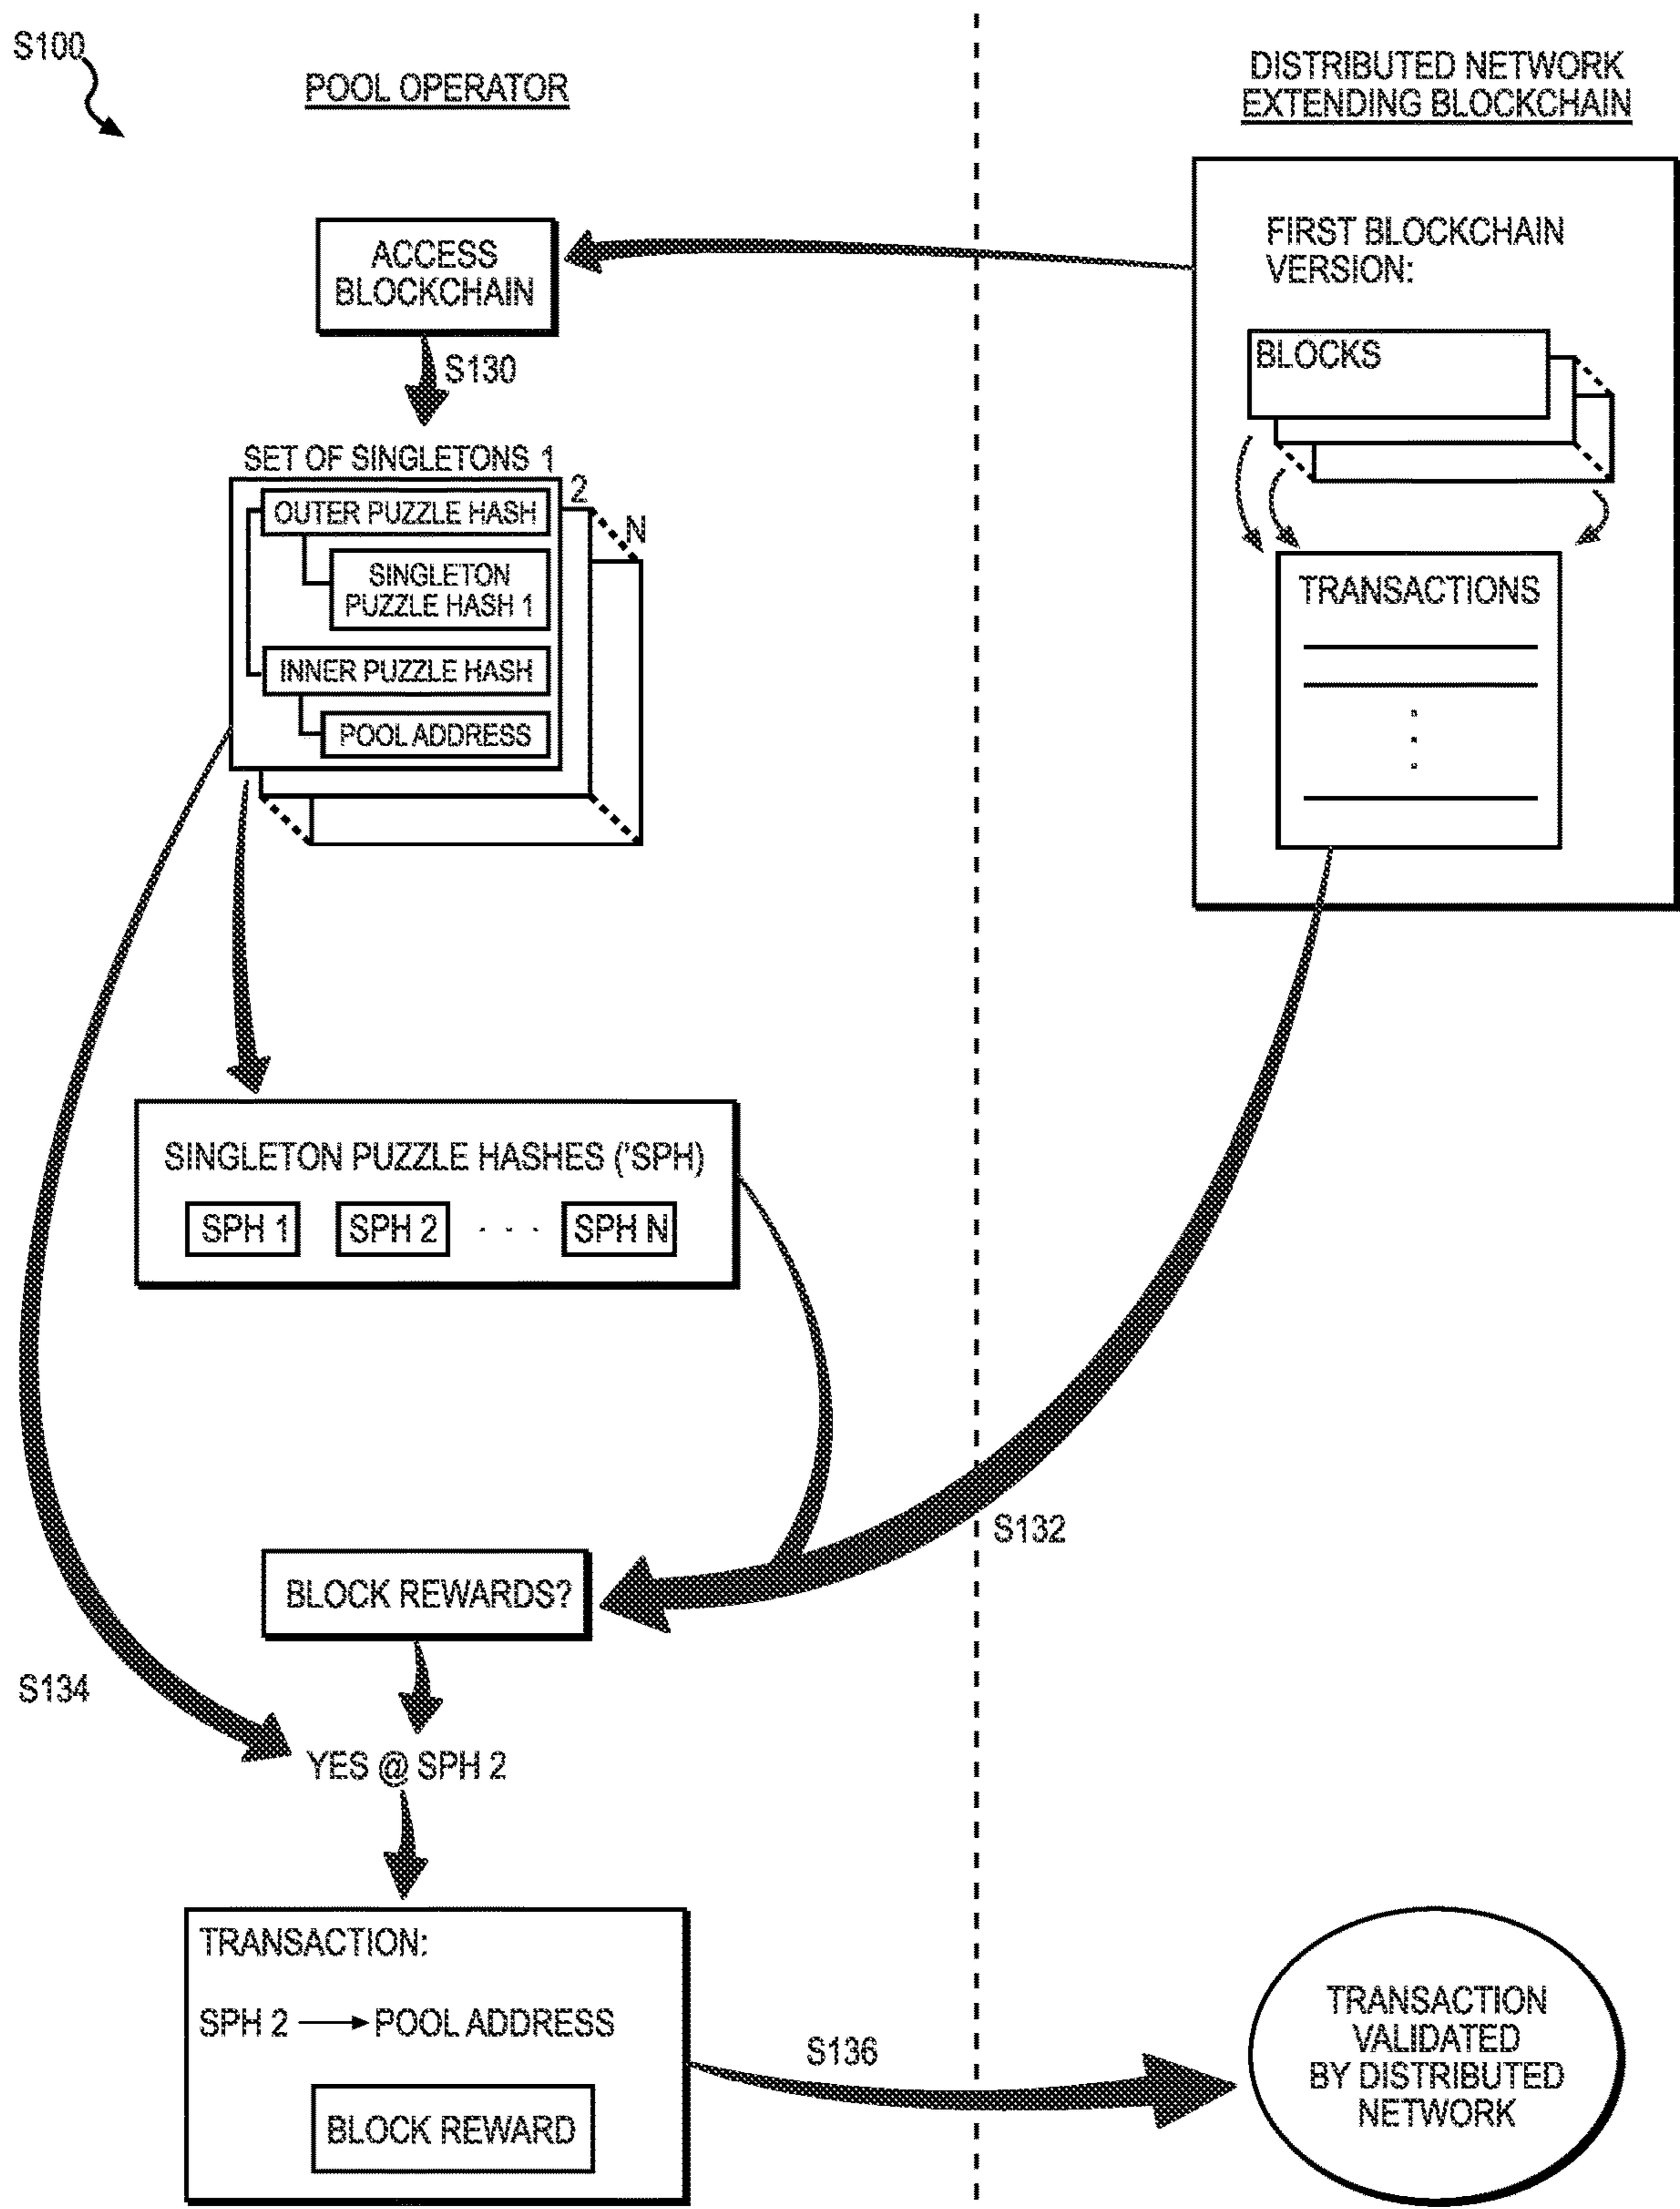 S100
POOL OPERATOR
DISTRIBUTED NETWORK
EXTENDING BLOCKCHAIN
ACCESS
BLOCKCHAIN
S130
FIRST BLOCKCHAIN
VERSION:
BLOCKS
TRANSACTIONS
SET OF SINGLETONS 1
2
N
OUTER PUZZLE HASH
SINGLETON
PUZZLE HASH 1
INNER PUZZLE HASH
POOL ADDRESS
SINGLETON PUZZLE HASHES ('SPH)
SPH 1 SPH 2 · · · SPH N
S132
BLOCK REWARDS?
S134
YES @ SPH 2
TRANSACTION:
SPH 2 → POOL ADDRESS
BLOCK REWARD
S136
TRANSACTION
VALIDATED
BY DISTRIBUTED
NETWORK